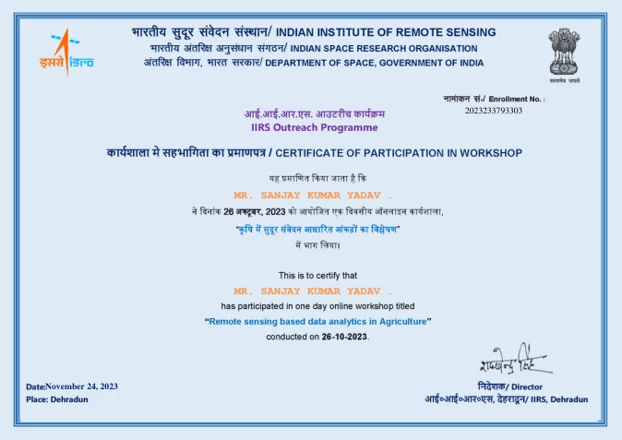 भारतीय सुदूर संवेदन संस्थान/ INDIAN INSTITUTE OF REMOTE SENSING
भारतीय अंतरिक्ष अनुसंधान संगठन/ INDIAN SPACE RESEARCH ORGANISATION
अंतरिक्ष विभाग, भारत सरकार/ DEPARTMENT OF SPACE, GOVERNMENT OF INDIA
इसरो isro
सत्यमेव जयते
नामांकन सं॰/ Enrollment No. :
2023233793303
आई.आई.आर.एस. आउटरीच कार्यक्रम
IIRS Outreach Programme
कार्यशाला मे सहभागिता का प्रमाणपत्र / CERTIFICATE OF PARTICIPATION IN WORKSHOP
यह प्रमाणित किया जाता है कि
MR. SANJAY KUMAR YADAV .
ने दिनांक 26 अक्टूबर, 2023 को आयोजित एक दिवसीय ऑनलाइन कार्यशाला,
“कृषि में सुदूर संवेदन आधारित आंकड़ों का विश्लेषण”
में भाग लिया।
This is to certify that
MR. SANJAY KUMAR YADAV .
has participated in one day online workshop titled
“Remote sensing based data analytics in Agriculture”
conducted on 26-10-2023.
Date:November 24, 2023
Place: Dehradun
निदेशक/ Director
आई०आई०आर०एस, देहरादून/ IIRS, Dehradun